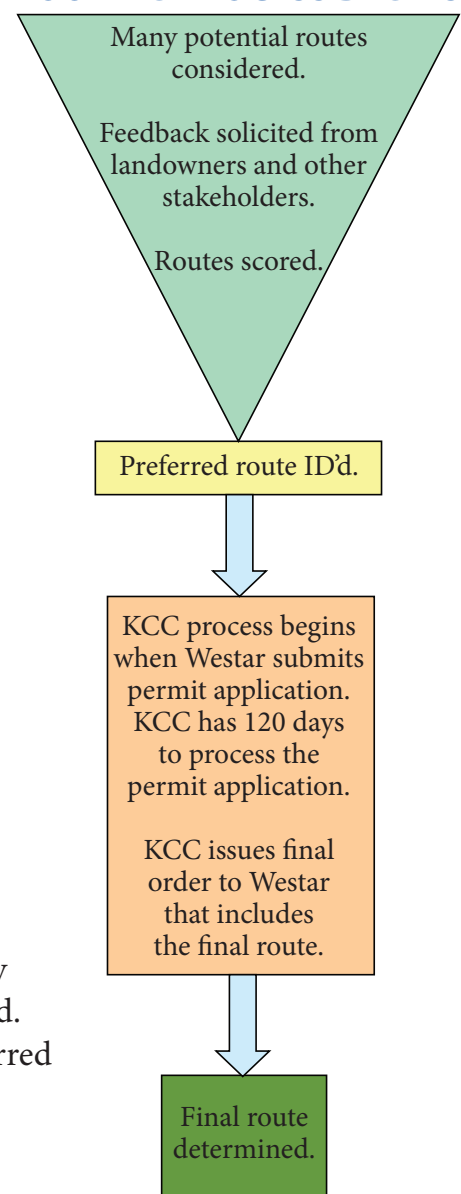 Many potential routes
considered.
Feedback solicited from
landowners and other
stakeholders.
Routes scored.
Preferred route ID'd.
KCC process begins
when Westar submits
permit application.
KCC has 120 days
to process the
permit application.
KCC issues final
order to Westar
that includes
the final route.
Final route
determined.